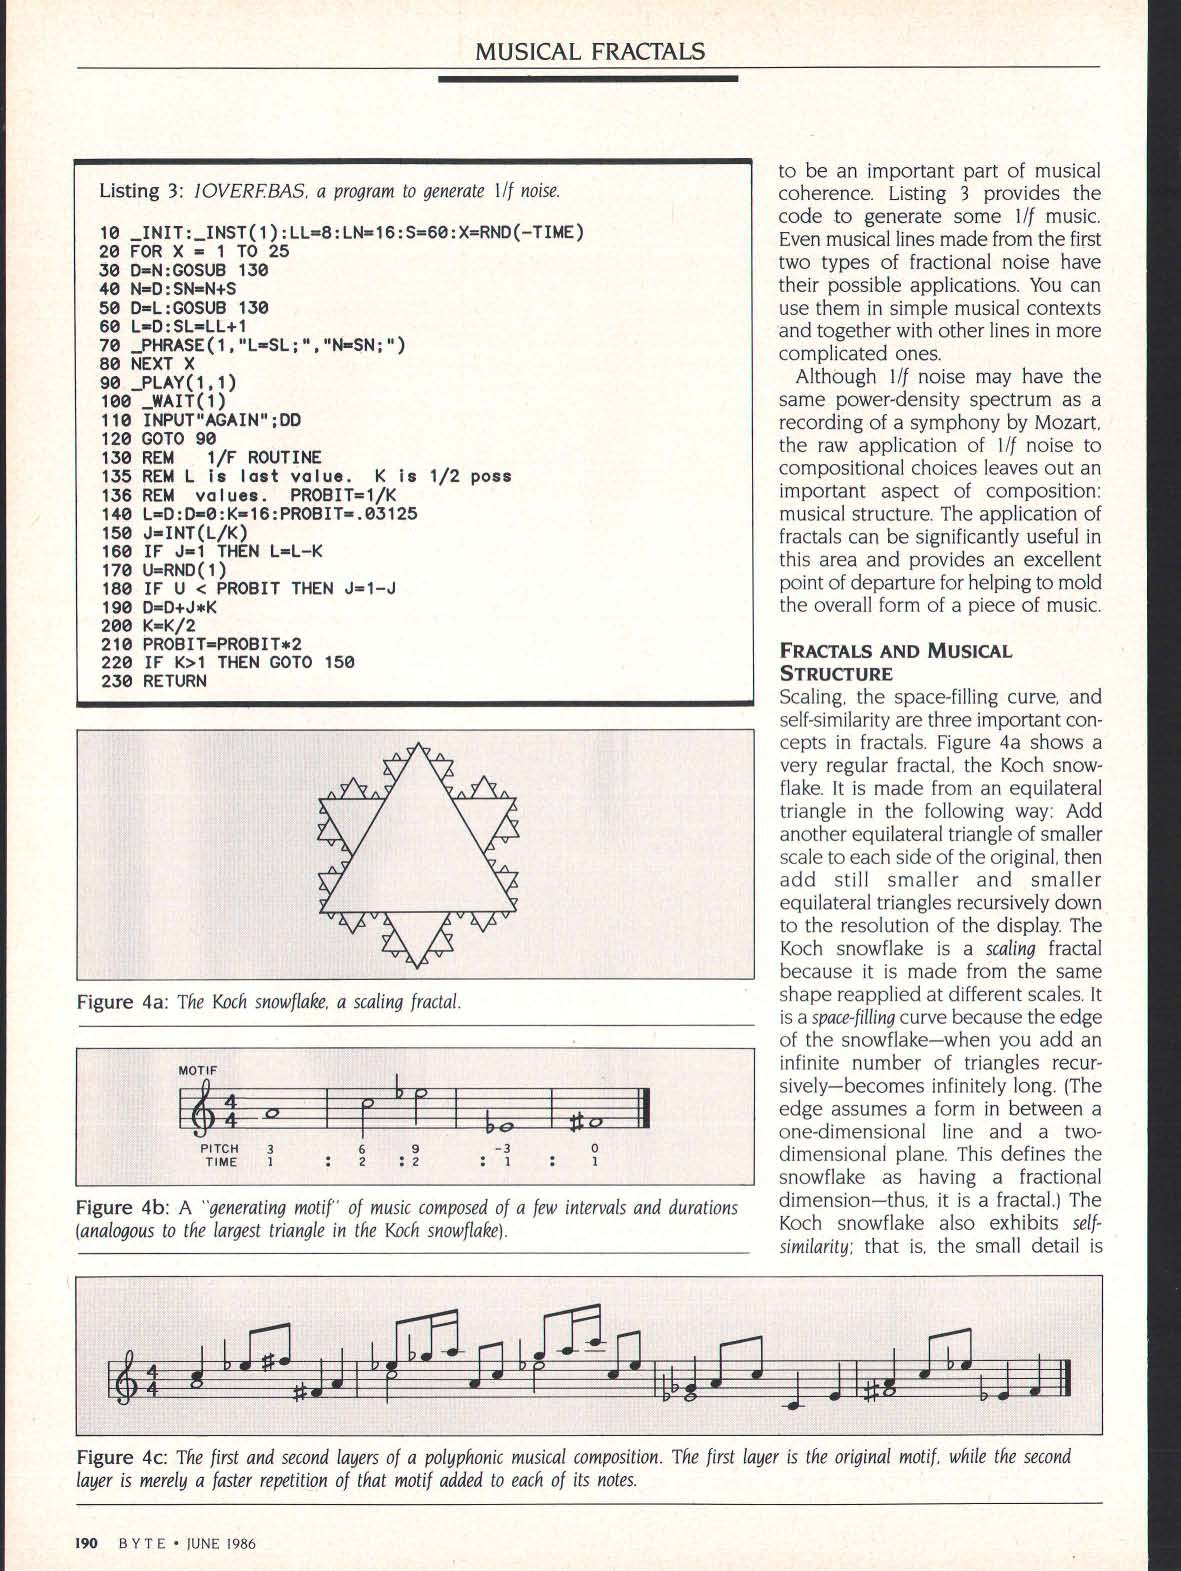 MUSICAL FRACTALS
Listing 3: 1OVERF.BAS, a program to generate 1/f noise.
10 _INIT:_INST(1):LL=8:LN=16:S=60:X=RND(-TIME)
20 FOR X = 1 TO 25
30 D=N:GOSUB 130
40 N=D:SN=N+S
50 D=L:GOSUB 130
60 L=D:SL=LL+1
70 _PHRASE(1,"L=SL;","N=SN;")
80 NEXT X
90 _PLAY(1,1)
100 _WAIT(1)
110 INPUT"AGAIN";DD
120 GOTO 90
130 REM   1/F ROUTINE
135 REM L is last value.  K is 1/2 poss
136 REM  values.  PROBIT=1/K
140 L=D:D=0:K=16:PROBIT=.03125
150 J=INT(L/K)
160 IF J=1 THEN L=L-K
170 U=RND(1)
180 IF U < PROBIT THEN J=1-J
190 D=D+J*K
200 K=K/2
210 PROBIT=PROBIT*2
220 IF K>1 THEN GOTO 150
230 RETURN
Figure 4a: The Koch snowflake, a scaling fractal.
MOTIF
4
4
PITCH 3 6 9 -3 0
TIME 1 : 2 : 2 : 1 : 1
Figure 4b: A "generating motif" of music composed of a few intervals and durations
(analogous to the largest triangle in the Koch snowflake).
to be an important part of musical
coherence. Listing 3 provides the
code to generate some 1/f music.
Even musical lines made from the first
two types of fractional noise have
their possible applications. You can
use them in simple musical contexts
and together with other lines in more
complicated ones.
Although 1/f noise may have the
same power-density spectrum as a
recording of a symphony by Mozart,
the raw application of 1/f noise to
compositional choices leaves out an
important aspect of composition:
musical structure. The application of
fractals can be significantly useful in
this area and provides an excellent
point of departure for helping to mold
the overall form of a piece of music.
FRACTALS AND MUSICAL
STRUCTURE
Scaling, the space-filling curve, and
self-similarity are three important con-
cepts in fractals. Figure 4a shows a
very regular fractal, the Koch snow-
flake. It is made from an equilateral
triangle in the following way: Add
another equilateral triangle of smaller
scale to each side of the original, then
add still smaller and smaller
equilateral triangles recursively down
to the resolution of the display. The
Koch snowflake is a scaling fractal
because it is made from the same
shape reapplied at different scales. It
is a space-filling curve because the edge
of the snowflake—when you add an
infinite number of triangles recur-
sively—becomes infinitely long. (The
edge assumes a form in between a
one-dimensional line and a two-
dimensional plane. This defines the
snowflake as having a fractional
dimension—thus, it is a fractal.) The
Koch snowflake also exhibits self-
similarity; that is, the small detail is
4
4
Figure 4c: The first and second layers of a polyphonic musical composition. The first layer is the original motif, while the second
layer is merely a faster repetition of that motif added to each of its notes.
190 BYTE • JUNE 1986